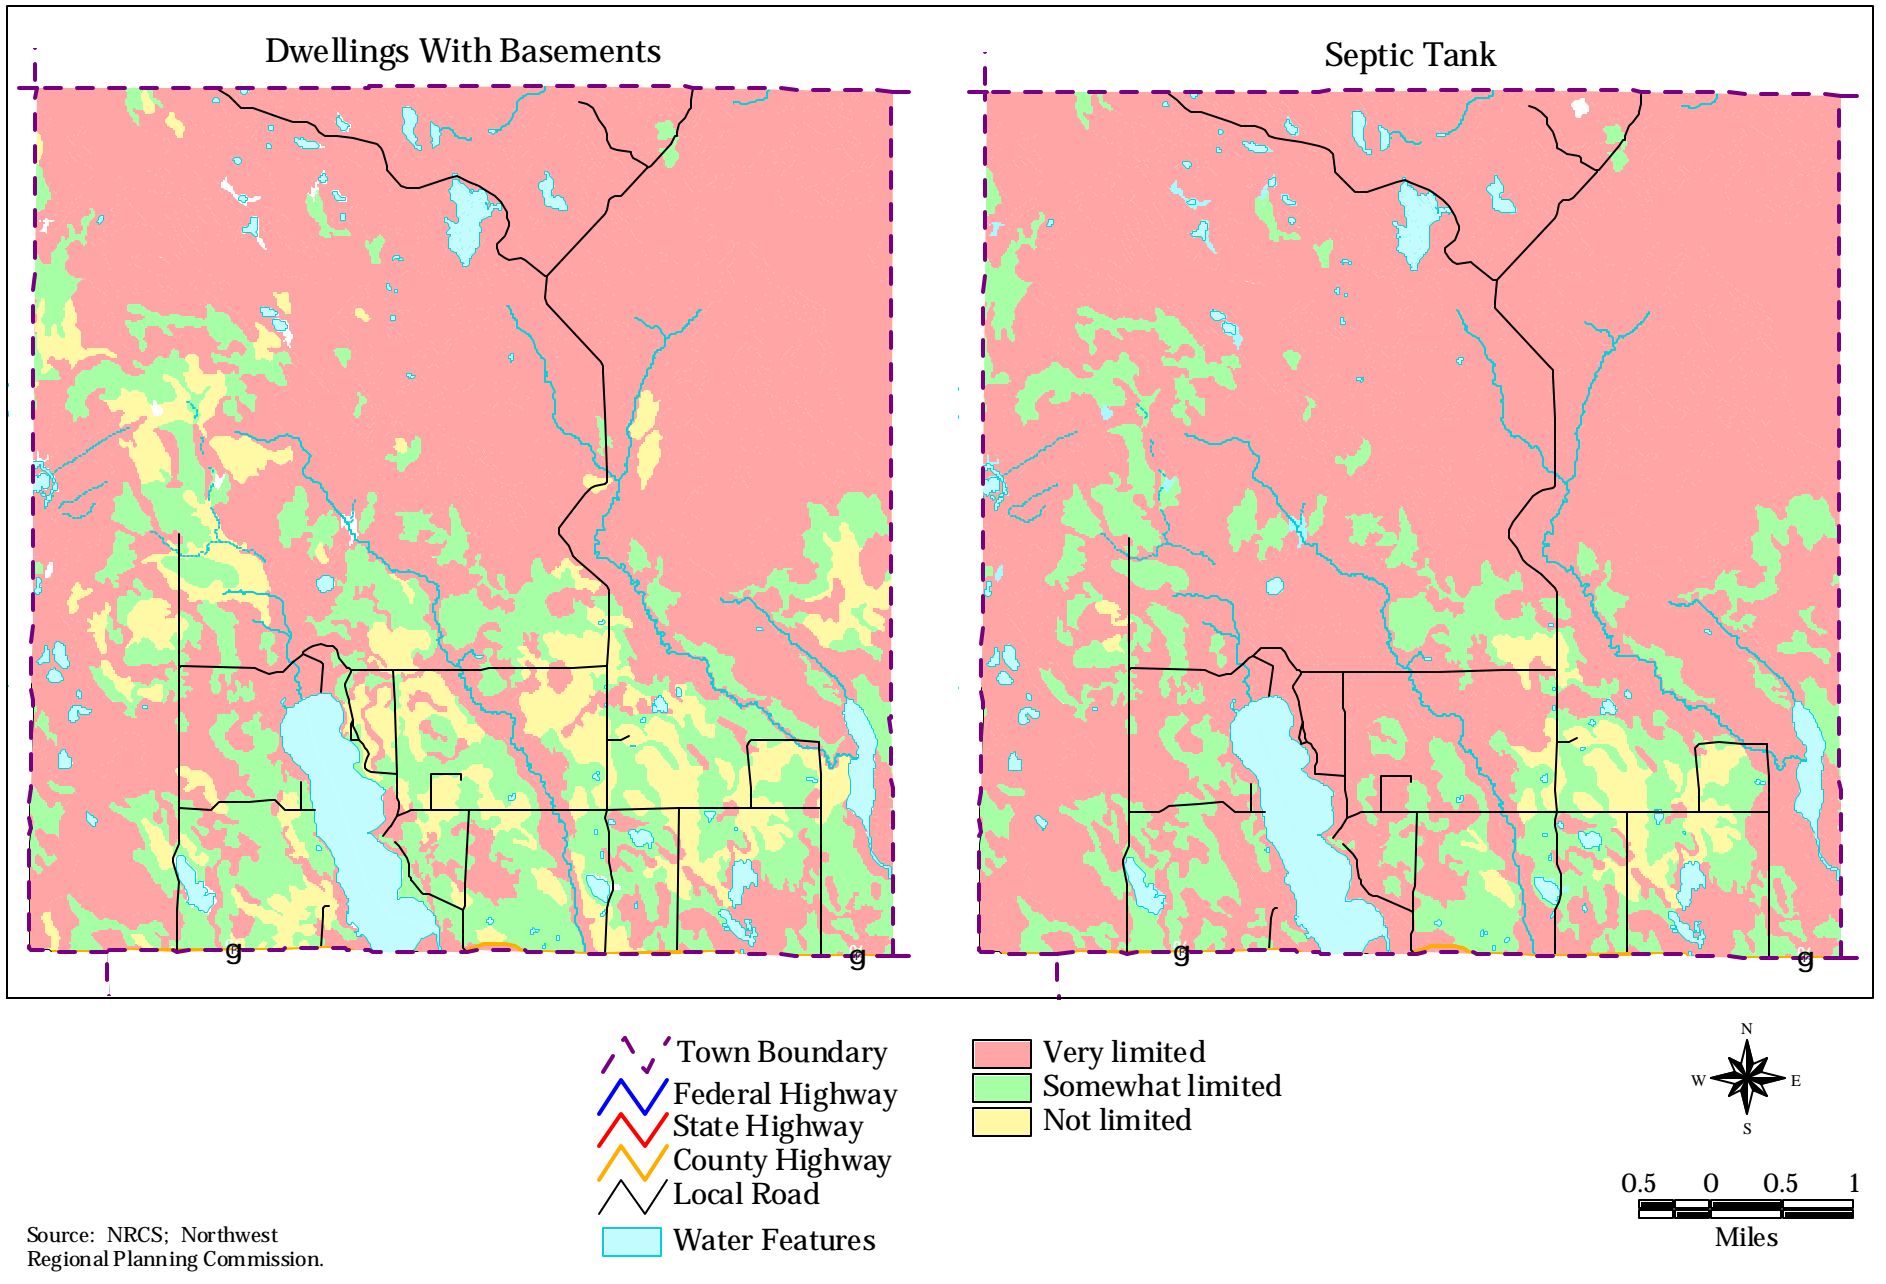 Dwellings With Basements
Septic Tank
g
g
g
g
Town Boundary
Federal Highway
State Highway
County Highway
Local Road
Water Features
Very limited
Somewhat limited
Not limited
N
W E
S
0.5 0 0.5 1
Miles
Source: NRCS; Northwest
Regional Planning Commission.